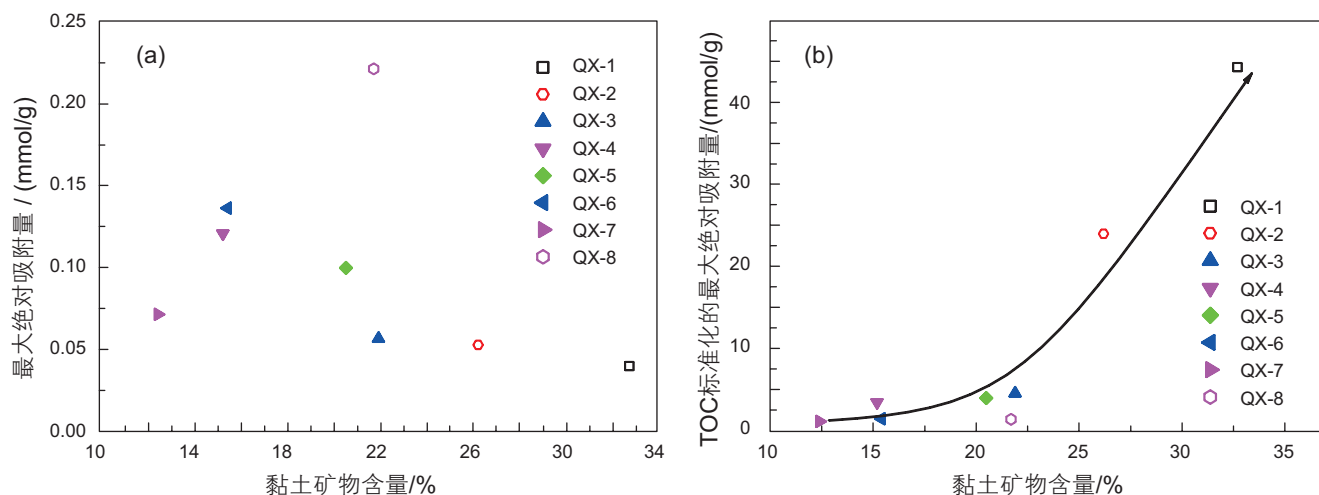 (a)
最大绝对吸附量 / (mmol/g)
0.25
0.20
0.15
0.10
0.05
0.00
10
14
18
22
26
30
34
黏土矿物含量/%
QX-1
QX-2
QX-3
QX-4
QX-5
QX-6
QX-7
QX-8
(b)
TOC标准化的最大绝对吸附量/(mmol/g)
40
30
20
10
0
10
15
20
25
30
35
黏土矿物含量/%
QX-1
QX-2
QX-3
QX-4
QX-5
QX-6
QX-7
QX-8